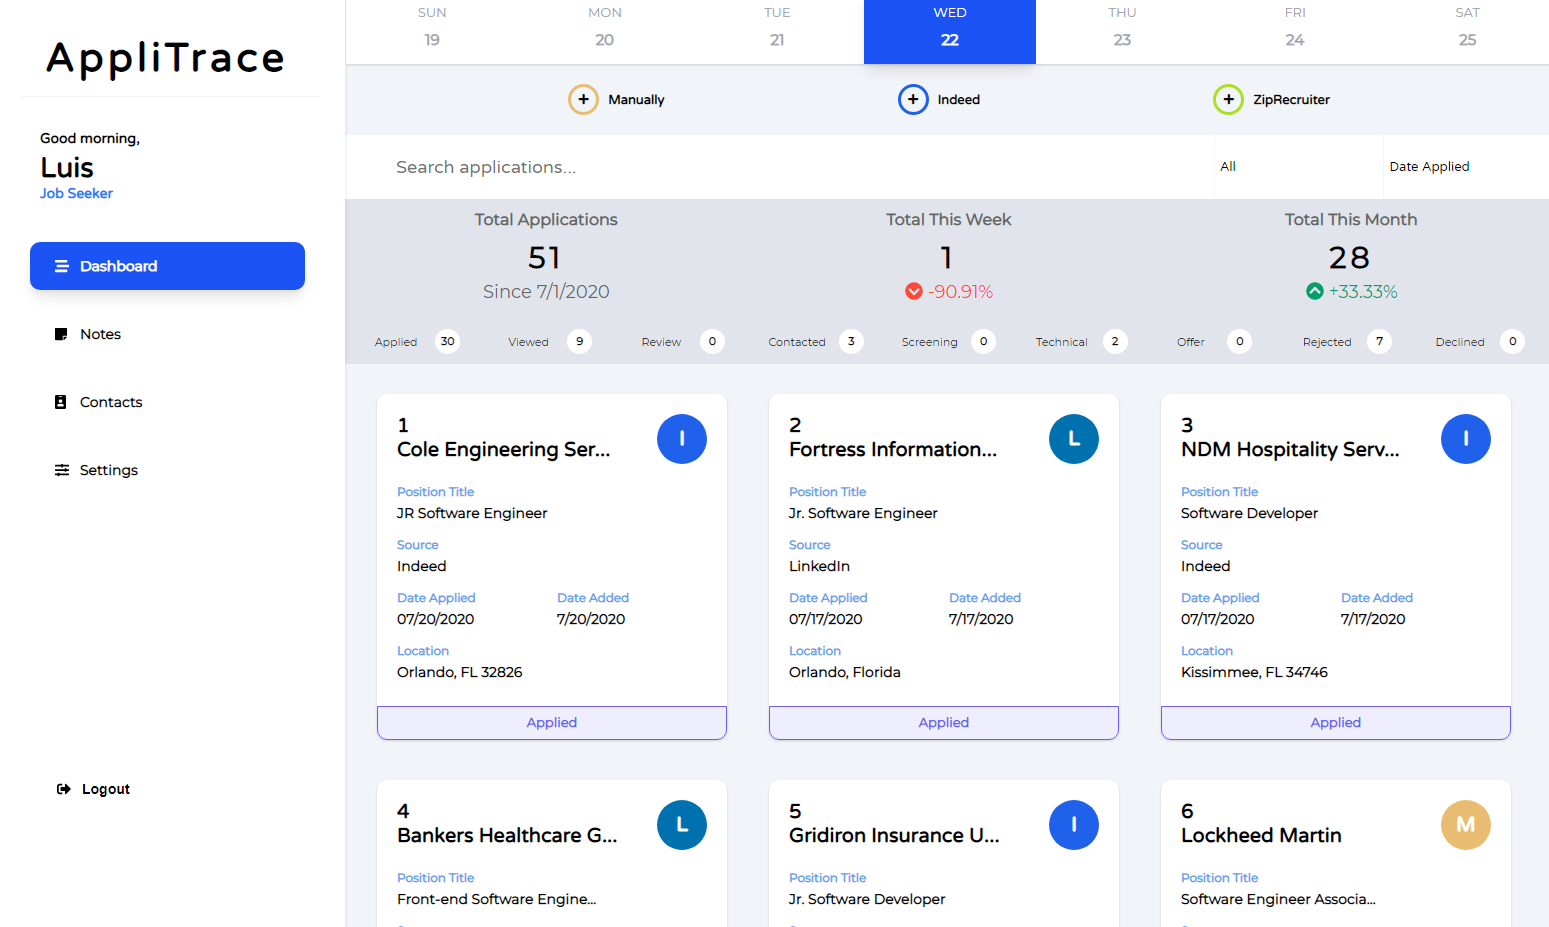 AppliTrace
Good morning,
Luis
Job Seeker
Dashboard
Notes
Contacts
Settings
Logout
SUN MON TUE WED THU FRI SAT
19 20 21 22 23 24 25
+ Manually + Indeed + ZipRecruiter
Search applications... All Date Applied
Total Applications Total This Week Total This Month
51 1 28
Since 7/1/2020 -90.91% +33.33%
Applied 30 Viewed 9 Review 0 Contacted 3 Screening 0 Technical 2 Offer 0 Rejected 7 Declined 0
1
Cole Engineering Ser...
I
Position Title
JR Software Engineer
Source
Indeed
Date Applied Date Added
07/20/2020 7/20/2020
Location
Orlando, FL 32826
Applied
2
Fortress Information...
L
Position Title
Jr. Software Engineer
Source
LinkedIn
Date Applied Date Added
07/17/2020 7/17/2020
Location
Orlando, Florida
Applied
3
NDM Hospitality Serv...
I
Position Title
Software Developer
Source
Indeed
Date Applied Date Added
07/17/2020 7/17/2020
Location
Kissimmee, FL 34746
Applied
4
Bankers Healthcare G...
L
Position Title
Front-end Software Engine...
5
Gridiron Insurance U...
I
Position Title
Jr. Software Developer
6
Lockheed Martin
M
Position Title
Software Engineer Associa...